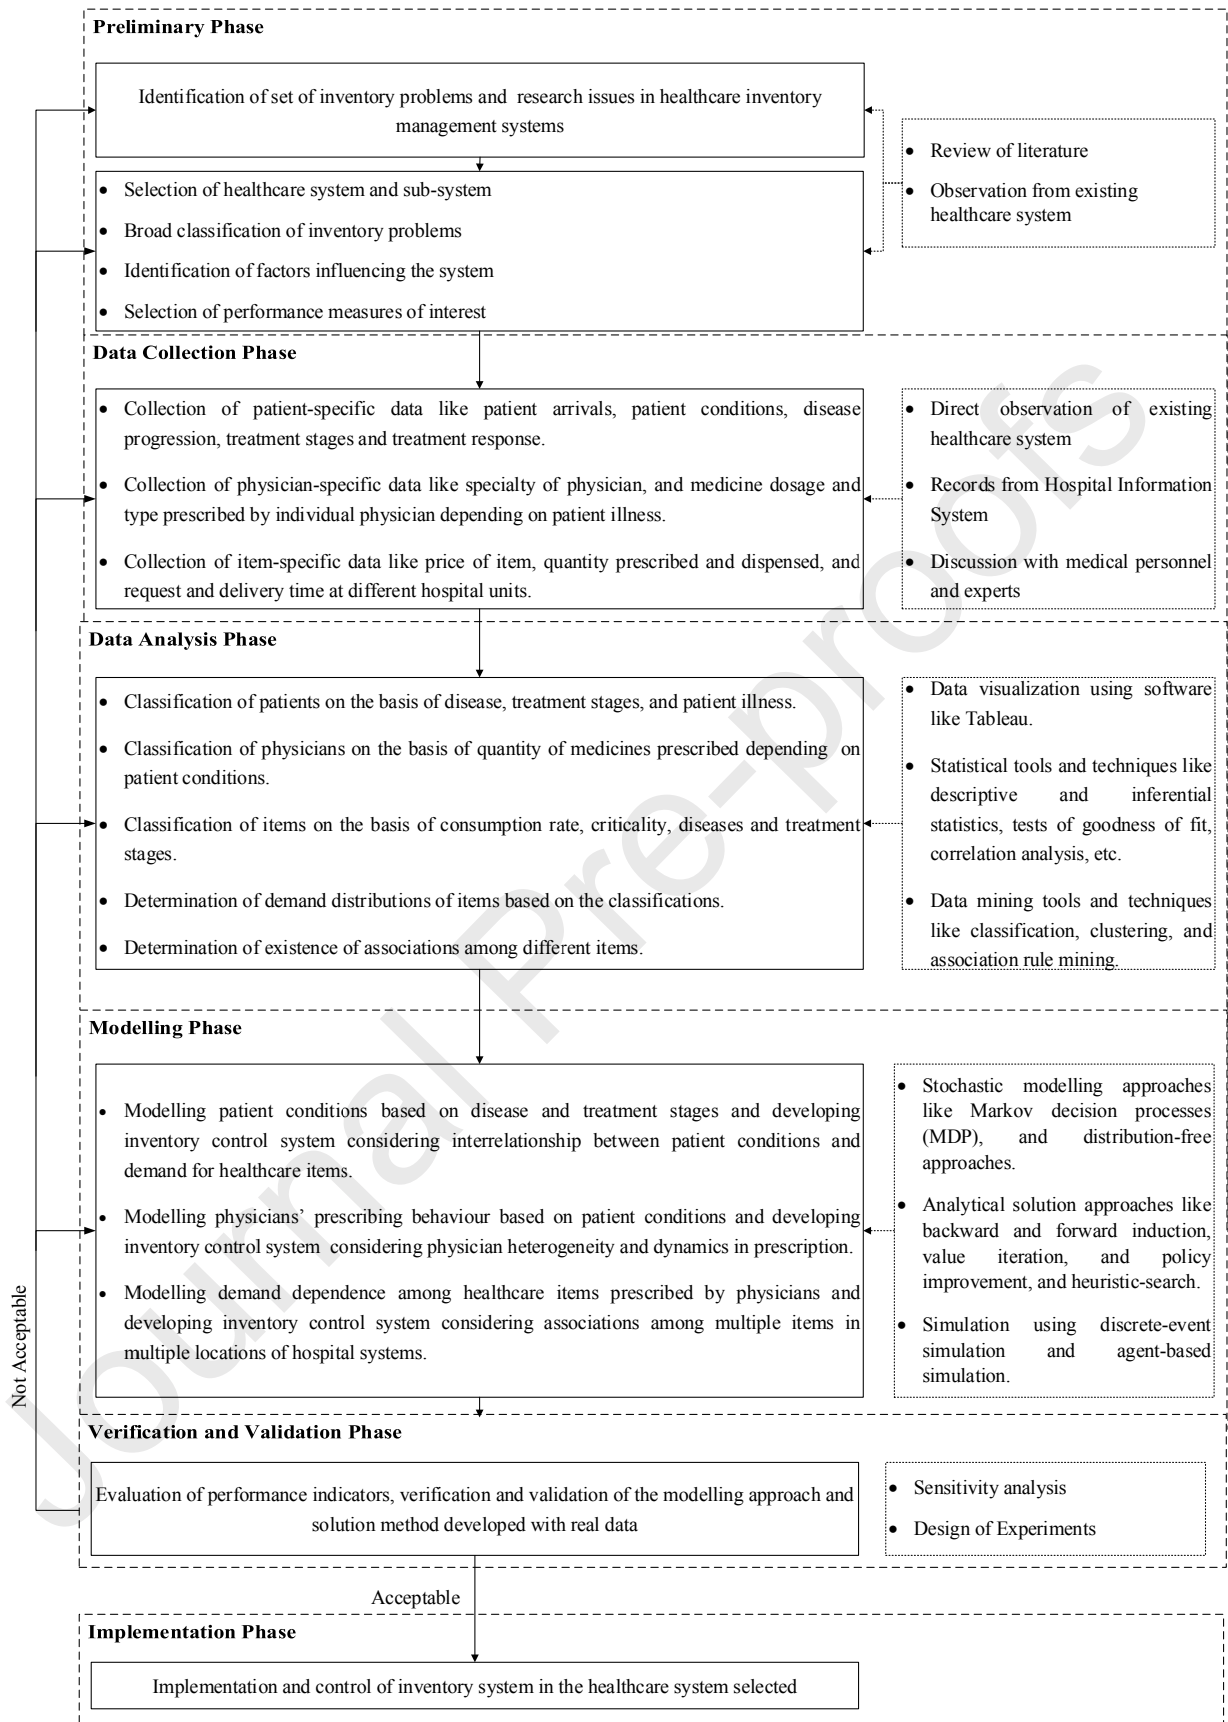 Preliminary Phase
Identification of set of inventory problems and research issues in healthcare inventory
management systems
• Review of literature
• Observation from existing
healthcare system
• Selection of healthcare system and sub-system
• Broad classification of inventory problems
• Identification of factors influencing the system
• Selection of performance measures of interest
Data Collection Phase
• Collection of patient-specific data like patient arrivals, patient conditions, disease
progression, treatment stages and treatment response.
• Collection of physician-specific data like specialty of physician, and medicine dosage and
type prescribed by individual physician depending on patient illness.
• Collection of item-specific data like price of item, quantity prescribed and dispensed, and
request and delivery time at different hospital units.
• Direct observation of existing
healthcare system
• Records from Hospital Information
System
• Discussion with medical personnel
and experts
Data Analysis Phase
• Classification of patients on the basis of disease, treatment stages, and patient illness.
• Classification of physicians on the basis of quantity of medicines prescribed depending on
patient conditions.
• Classification of items on the basis of consumption rate, criticality, diseases and treatment
stages.
• Determination of demand distributions of items based on the classifications.
• Determination of existence of associations among different items.
• Data visualization using software
like Tableau.
• Statistical tools and techniques like
descriptive and inferential
statistics, tests of goodness of fit,
correlation analysis, etc.
• Data mining tools and techniques
like classification, clustering, and
association rule mining.
Modelling Phase
• Modelling patient conditions based on disease and treatment stages and developing
inventory control system considering interrelationship between patient conditions and
demand for healthcare items.
• Modelling physicians’ prescribing behaviour based on patient conditions and developing
inventory control system considering physician heterogeneity and dynamics in prescription.
• Modelling demand dependence among healthcare items prescribed by physicians and
developing inventory control system considering associations among multiple items in
multiple locations of hospital systems.
• Stochastic modelling approaches
like Markov decision processes
(MDP), and distribution-free
approaches.
• Analytical solution approaches like
backward and forward induction,
value iteration, and policy
improvement, and heuristic-search.
• Simulation using discrete-event
simulation and agent-based
simulation.
Not Acceptable
Verification and Validation Phase
Evaluation of performance indicators, verification and validation of the modelling approach and
solution method developed with real data
• Sensitivity analysis
• Design of Experiments
Acceptable
Implementation Phase
Implementation and control of inventory system in the healthcare system selected
Journal Pre-proofs